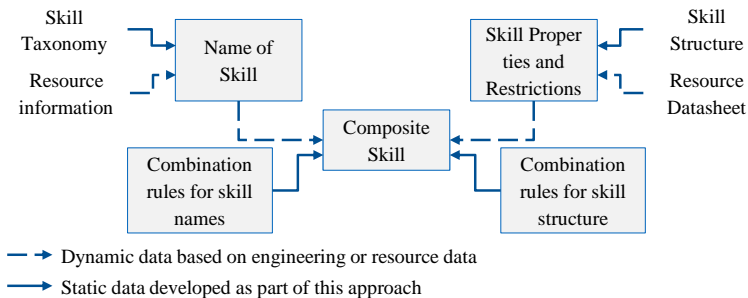 Skill
Taxonomy
Resource
information
Name of
Skill
Skill Proper
ties and
Restrictions
Skill
Structure
Resource
Datasheet
Composite
Skill
Combination
rules for skill
names
Combination
rules for skill
structure
Dynamic data based on engineering or resource data
Static data developed as part of this approach